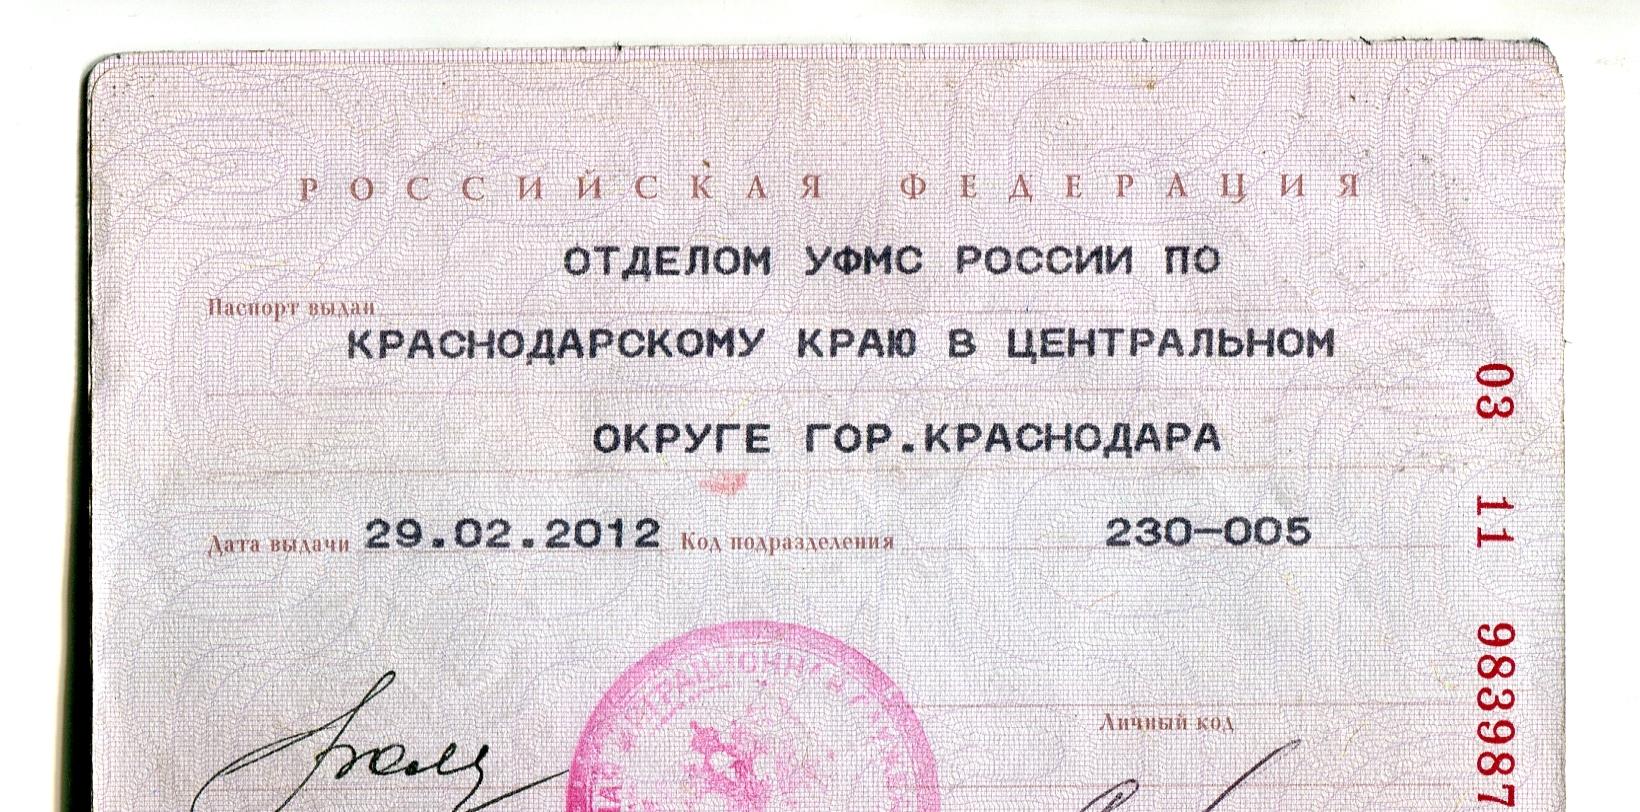 РОССИЙСКАЯ ФЕДЕРАЦИЯ
ОТДЕЛОМ УФМС РОССИИ ПО
Паспорт выдан
КРАСНОДАРСКОМУ КРАЮ В ЦЕНТРАЛЬНОМ
ОКРУГЕ ГОР.КРАСНОДАРА
Дата выдачи 29.02.2012 Код подразделения 230-005
Личный код
03 11 983987